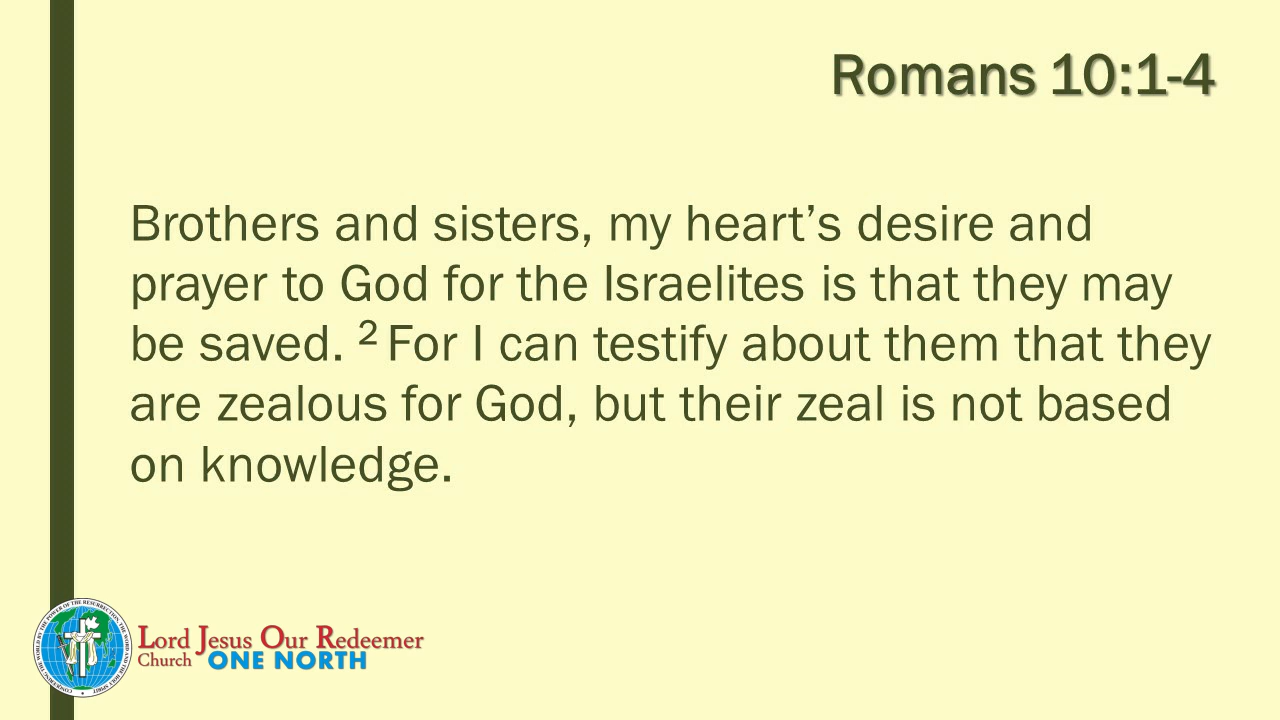 Romans 10:1-4
Brothers and sisters, my heart’s desire and
prayer to God for the Israelites is that they may
be saved. ² For I can testify about them that they
are zealous for God, but their zeal is not based
on knowledge.
Lord Jesus Our Redeemer
Church ONE NORTH